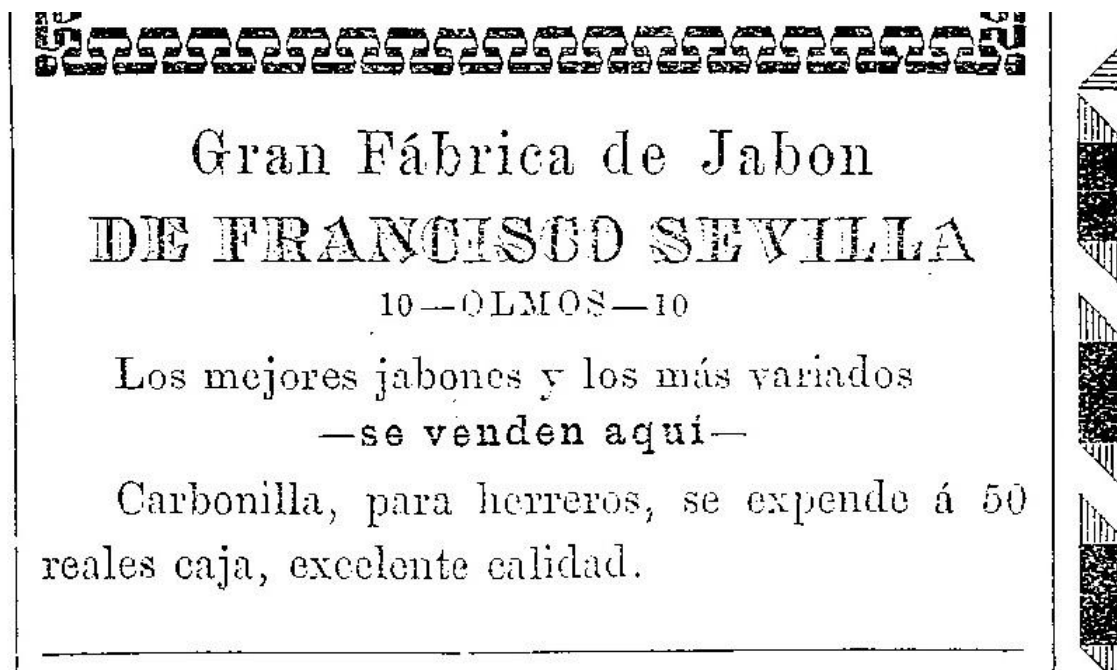 Gran Fábrica de Jabon
DE FRANCISCO SEVILLA
10—OLMOS—10
Los mejores jabones y los más variados
—se venden aquí—
Carbonilla, para herreros, se expende á 50
reales caja, excelente calidad.